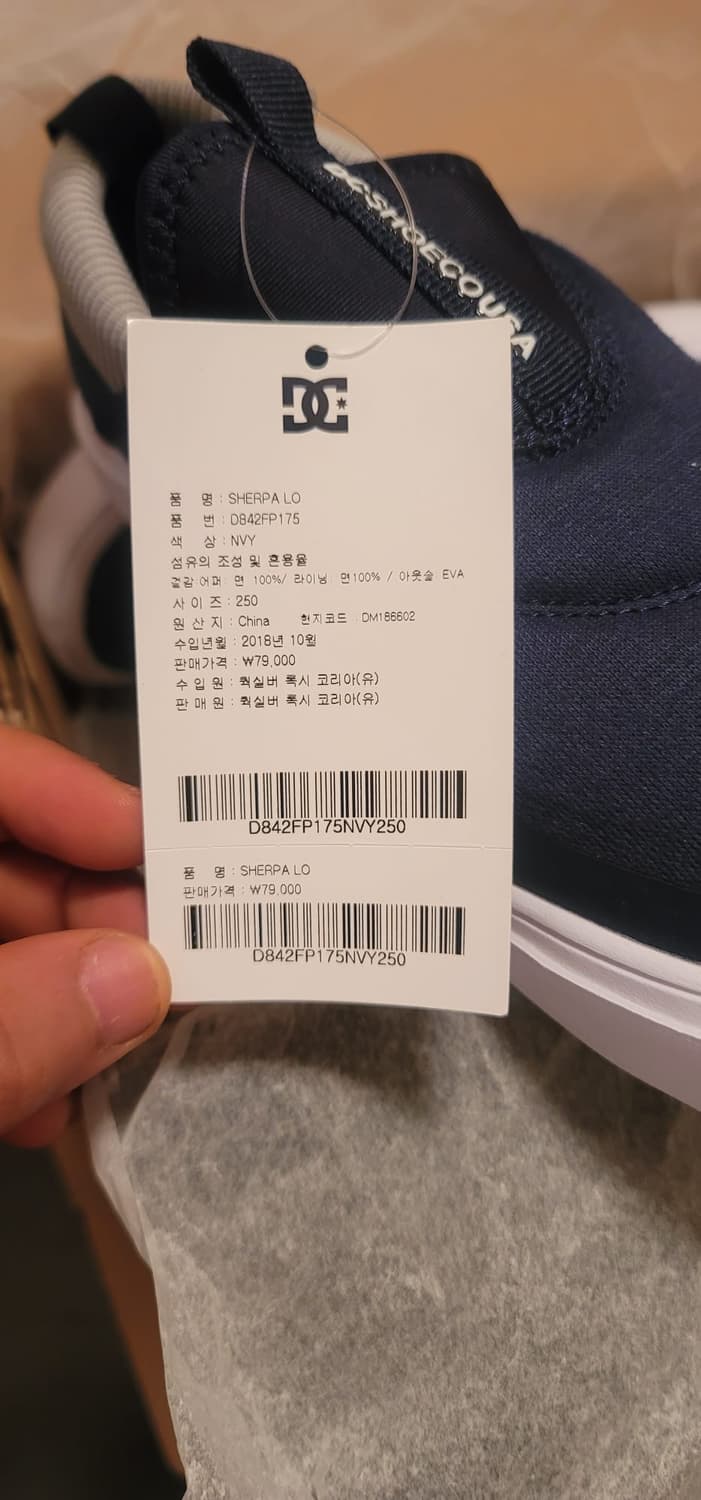 DCSHOECOUSA
DC
품 명 : SHERPA LO
품 번 : D842FP175
색 상 : NVY
섬유의 조성 및 혼용율
겉감 어퍼: 면 100%/ 라이닝: 면100% / 아웃솔 EVA
사 이 즈 : 250
원 산 지 : China 현지코드 : DM186602
수입년월 : 2018년 10월
판매가격 : ₩79,000
수 입 원 : 퀵실버 록시 코리아(유)
판 매 원 : 퀵실버 록시 코리아(유)
D842FP175NVY250
품 명 : SHERPA LO
판매가격 : ₩79,000
D842FP175NVY250